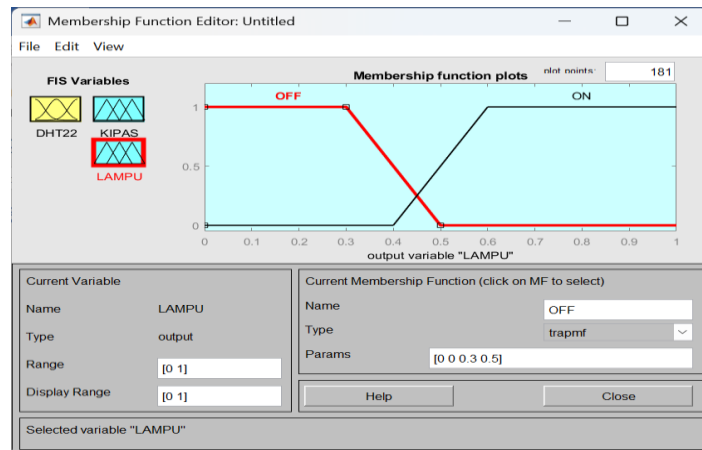 Membership Function Editor: Untitled
File Edit View
FIS Variables
DHT22 KIPAS
LAMPU
Membership function plots
plot points:
181
OFF
ON
1
0.5
0
0 0.1 0.2 0.3 0.4 0.5 0.6 0.7 0.8 0.9 1
output variable "LAMPU"
Current Variable
Name LAMPU
Type output
Range [0 1]
Display Range [0 1]
Current Membership Function (click on MF to select)
Name OFF
Type trapmf
Params [0 0 0.3 0.5]
Help Close
Selected variable "LAMPU"